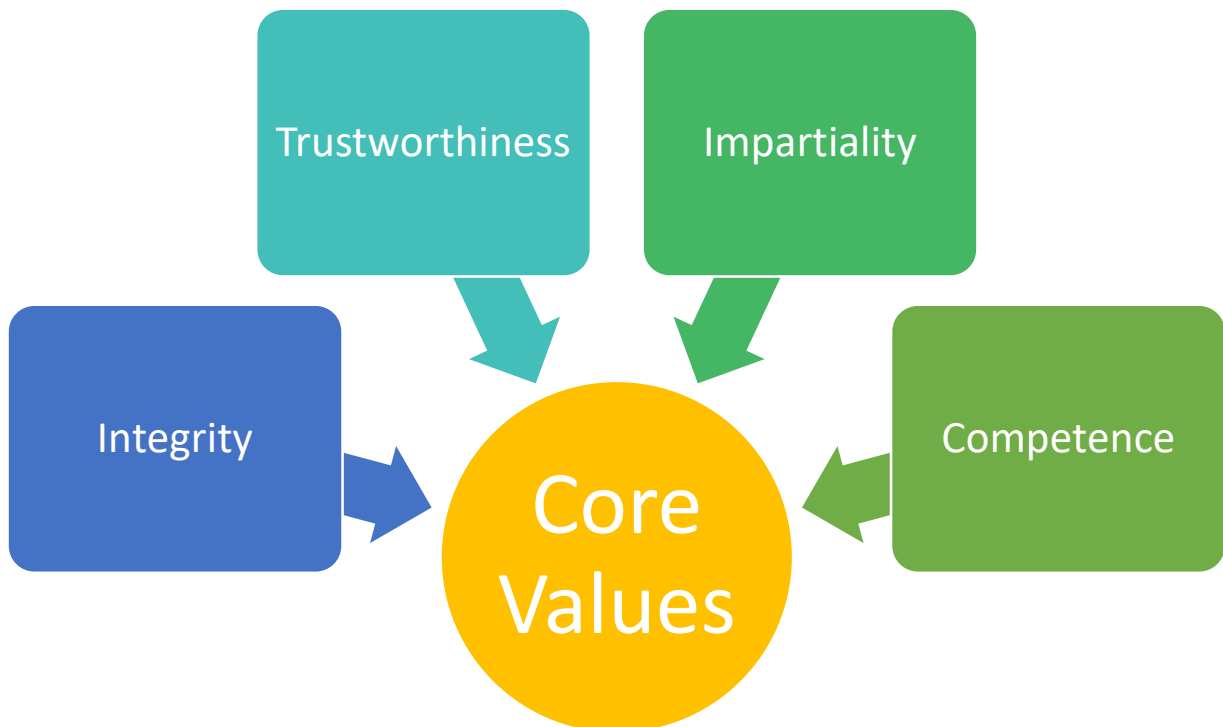 Trustworthiness
Impartiality
Integrity
Competence
Core
Values